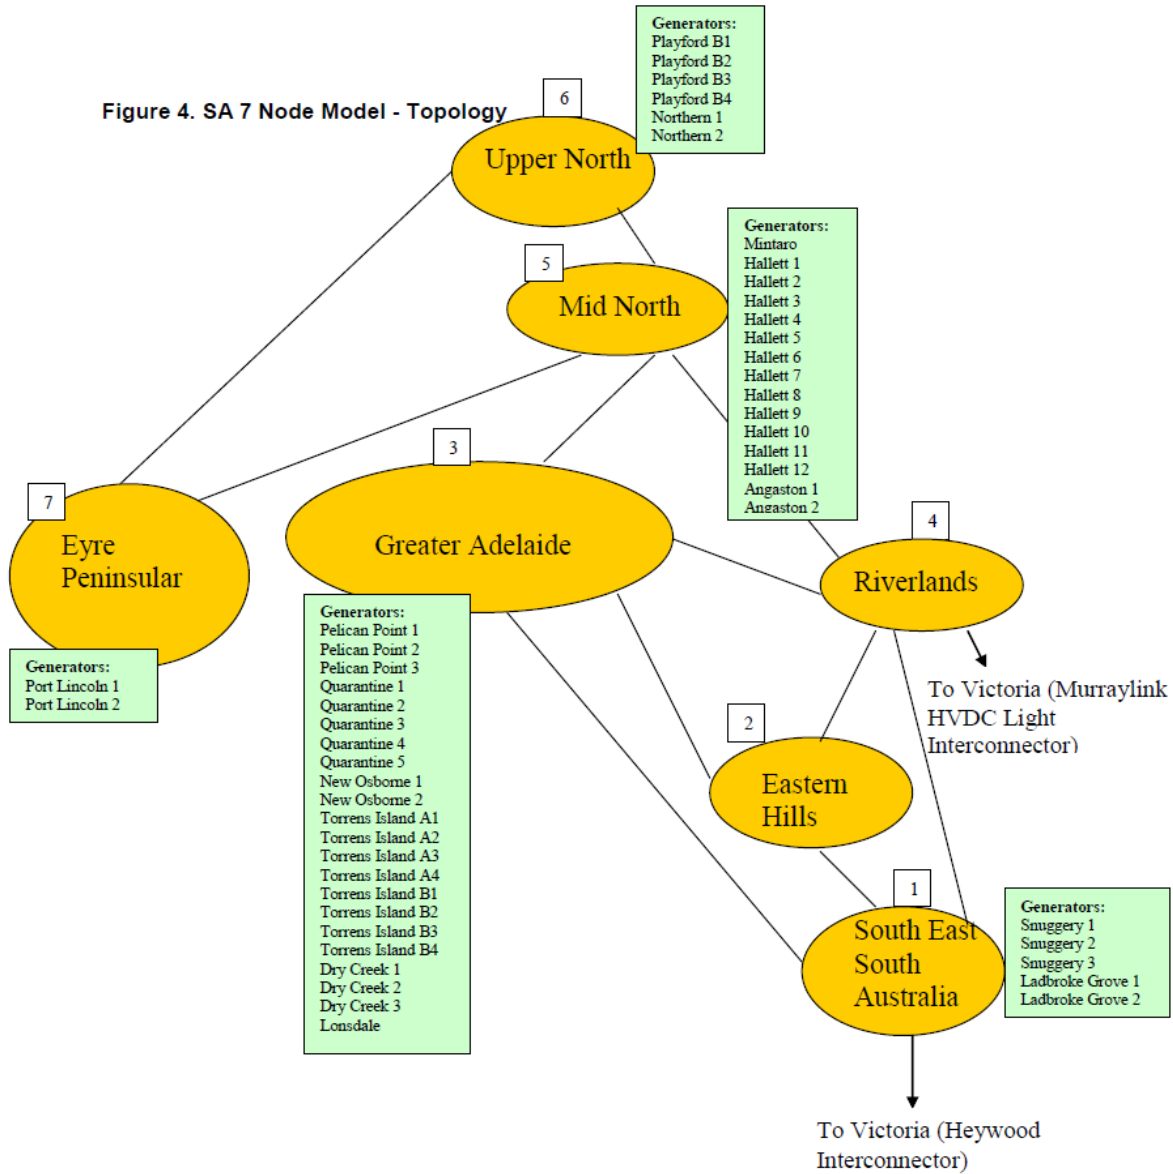 Figure 4. SA 7 Node Model - Topology
6
Upper North
Generators:
Playford B1
Playford B2
Playford B3
Playford B4
Northern 1
Northern 2
5
Mid North
Generators:
Mintaro
Hallett 1
Hallett 2
Hallett 3
Hallett 4
Hallett 5
Hallett 6
Hallett 7
Hallett 8
Hallett 9
Hallett 10
Hallett 11
Hallett 12
Angaston 1
Angaston 2
7
Eyre
Peninsular
Generators:
Port Lincoln 1
Port Lincoln 2
3
Greater Adelaide
Generators:
Pelican Point 1
Pelican Point 2
Pelican Point 3
Quarantine 1
Quarantine 2
Quarantine 3
Quarantine 4
Quarantine 5
New Osborne 1
New Osborne 2
Torrens Island A1
Torrens Island A2
Torrens Island A3
Torrens Island A4
Torrens Island B1
Torrens Island B2
Torrens Island B3
Torrens Island B4
Dry Creek 1
Dry Creek 2
Dry Creek 3
Lonsdale
4
Riverlands
To Victoria (Murraylink
HVDC Light
Interconnector)
2
Eastern
Hills
1
South East
South
Australia
Generators:
Snuggery 1
Snuggery 2
Snuggery 3
Ladbroke Grove 1
Ladbroke Grove 2
To Victoria (Heywood
Interconnector)